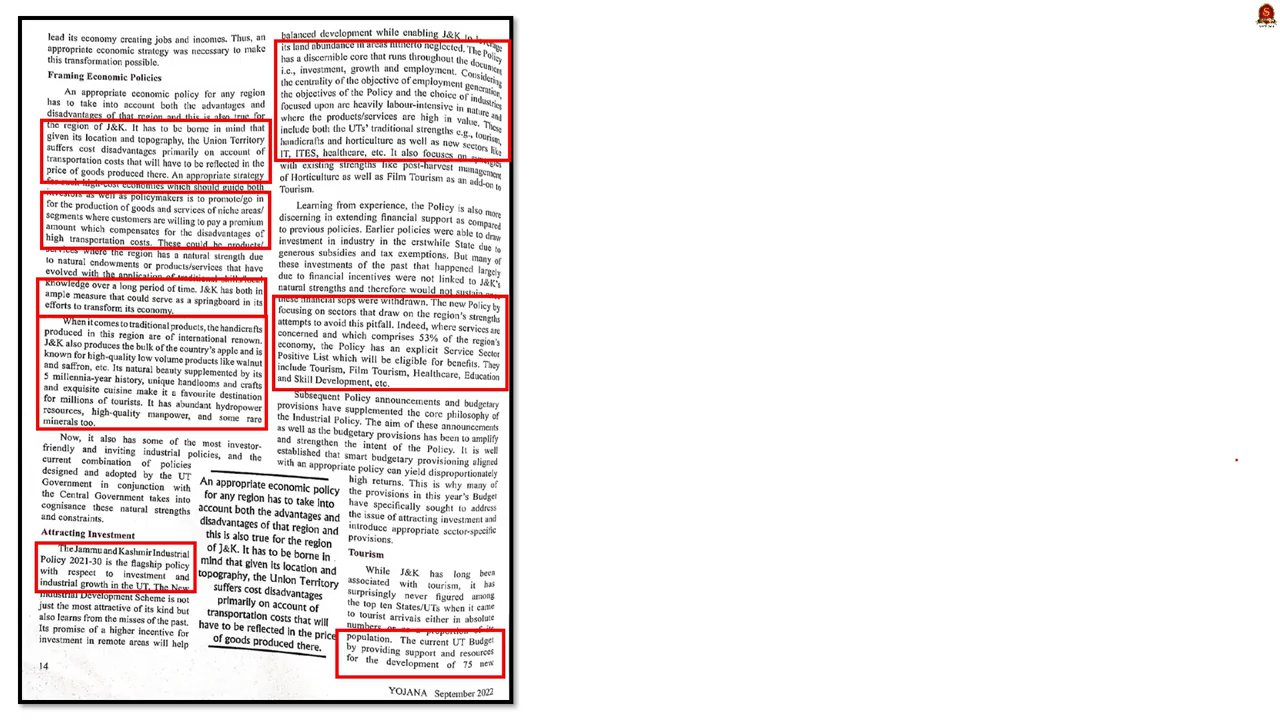 lead its economy creating jobs and incomes. Thus, an
appropriate economic strategy was necessary to make
this transformation possible.
Framing Economic Policies
An appropriate economic policy for any region
has to take into account both the advantages and
disadvantages of that region and this is also true for
the region of J&K. It has to be borne in mind that
given its location and topography, the Union Territory
suffers cost disadvantages primarily on account of
transportation costs that will have to be reflected in the
price of goods produced there. An appropriate strategy
for such high-cost economies which should guide both
investors as well as policymakers is to promote/go in
for the production of goods and services of niche areas/
segments where customers are willing to pay a premium
amount which compensates for the disadvantages of
high transportation costs. These could be products/
services where the region has a natural strength due
to natural endowments or products/services that have
evolved with the application of traditional skills/local
knowledge over a long period of time. J&K has both in
ample measure that could serve as a springboard in its
efforts to transform its economy.
When it comes to traditional products, the handicrafts
produced in this region are of international renown.
J&K also produces the bulk of the country's apple and is
known for high-quality low volume products like walnut
and saffron, etc. Its natural beauty supplemented by its
5 millennia-year history, unique handlooms and crafts
and exquisite cuisine make it a favourite destination
for millions of tourists. It has abundant hydropower
resources, high-quality manpower, and some rare
minerals too.
Now, it also has some of the most investor-
friendly and inviting industrial policies, and the
current combination of policies
designed and adopted by the UT
Government in conjunction with
the Central Government takes into
cognisance these natural strengths
and constraints.
Attracting Investment
The Jammu and Kashmir Industrial
Policy 2021-30 is the flagship policy
with respect to investment and
industrial growth in the UT. The New
Industrial Development Scheme is not
just the most attractive of its kind but
also learns from the misses of the past.
Its promise of a higher incentive for
investment in remote areas will help
14
An appropriate economic policy
for any region has to take into
account both the advantages and
disadvantages of that region and
this is also true for the region
of J&K. It has to be borne in
mind that given its location and
topography, the Union Territory
suffers cost disadvantages
primarily on account of
transportation costs that will
have to be reflected in the price
of goods produced there.
balanced development while enabling J&K to leverage
its land abundance in areas hitherto neglected. The Policy
has a discernible core that runs throughout the document
i.e., investment, growth and employment. Considering
the centrality of the objective of employment generation,
the objectives of the Policy and the choice of industries
focused upon are heavily labour-intensive in nature and
where the products/services are high in value. These
include both the UTs' traditional strengths e.g., tourism,
handicrafts and horticulture as well as new sectors like
IT, ITES, healthcare, etc. It also focuses on synergies
with existing strengths like post-harvest management
of Horticulture as well as Film Tourism as an add-on to
Tourism.
Learning from experience, the Policy is also more
discerning in extending financial support as compared
to previous policies. Earlier policies were able to draw
investment in industry in the erstwhile State due to
generous subsidies and tax exemptions. But many of
these investments of the past that happened largely
due to financial incentives were not linked to J&K's
natural strengths and therefore would not sustain once
these financial sops were withdrawn. The new Policy by
focusing on sectors that draw on the region's strengths
attempts to avoid this pitfall. Indeed, where services are
concerned and which comprises 53% of the region's
economy, the Policy has an explicit Service Sector
Positive List which will be eligible for benefits. They
include Tourism, Film Tourism, Healthcare, Education
and Skill Development, etc.
Subsequent Policy announcements and budgetary
provisions have supplemented the core philosophy of
the Industrial Policy. The aim of these announcements
as well as the budgetary provisions has been to amplify
and strengthen the intent of the Policy. It is well
established that smart budgetary provisioning aligned
with an appropriate policy can yield disproportionately
high returns. This is why many of
the provisions in this year's Budget
have specifically sought to address
the issue of attracting investment and
introduce appropriate sector-specific
provisions.
Tourism
While J&K has long been
associated with tourism, it has
surprisingly never figured among
the top ten States/UTs when it came
to tourist arrivals either in absolute
numbers or as a proportion of its
population. The current UT Budget
by providing support and resources
for the development of 75 new
YOJANA September 2022